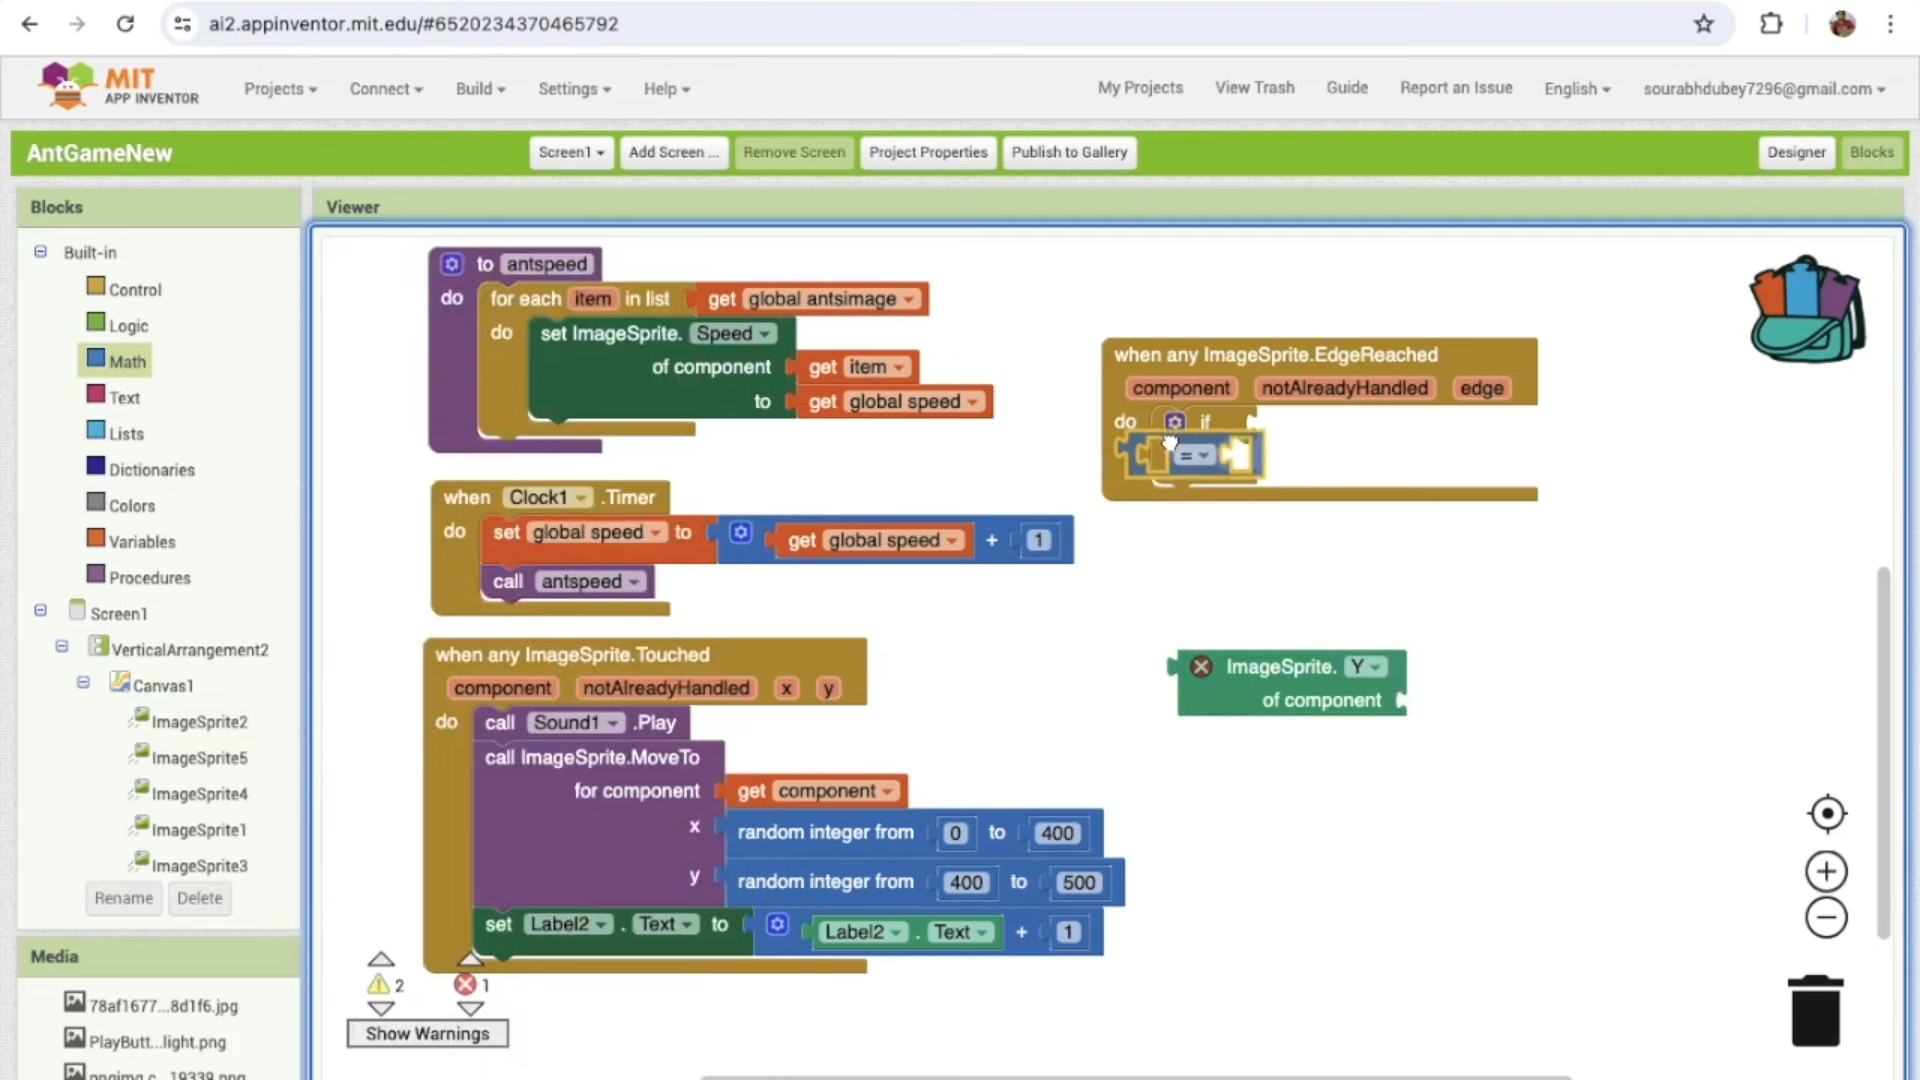 ai2.appinventor.mit.edu/#6520234370465792
MIT
APP INVENTOR
Projects
Connect
Build
Settings
Help
My Projects
View Trash
Guide
Report an Issue
English
sourabhdubey7296@gmail.com
AntGameNew
Screen1
Add Screen ...
Remove Screen
Project Properties
Publish to Gallery
Designer
Blocks
Blocks
Viewer
Built-in
Control
Logic
Math
Text
Lists
Dictionaries
Colors
Variables
Procedures
Screen1
VerticalArrangement2
Canvas1
ImageSprite2
ImageSprite5
ImageSprite4
ImageSprite1
ImageSprite3
Rename
Delete
Media
78af1677...8d1f6.jpg
PlayButt...light.png
to antspeed
do for each item in list get global antsimage
do set ImageSprite. Speed
of component get item
to get global speed
when Clock1 .Timer
do set global speed to get global speed + 1
call antspeed
when any ImageSprite.Touched
component notAlreadyHandled x y
do call Sound1 .Play
call ImageSprite.MoveTo
for component get component
x random integer from 0 to 400
y random integer from 400 to 500
set Label2 . Text to Label2 . Text + 1
2 1
Show Warnings
when any ImageSprite.EdgeReached
component notAlreadyHandled edge
do if
=
ImageSprite. Y
of component